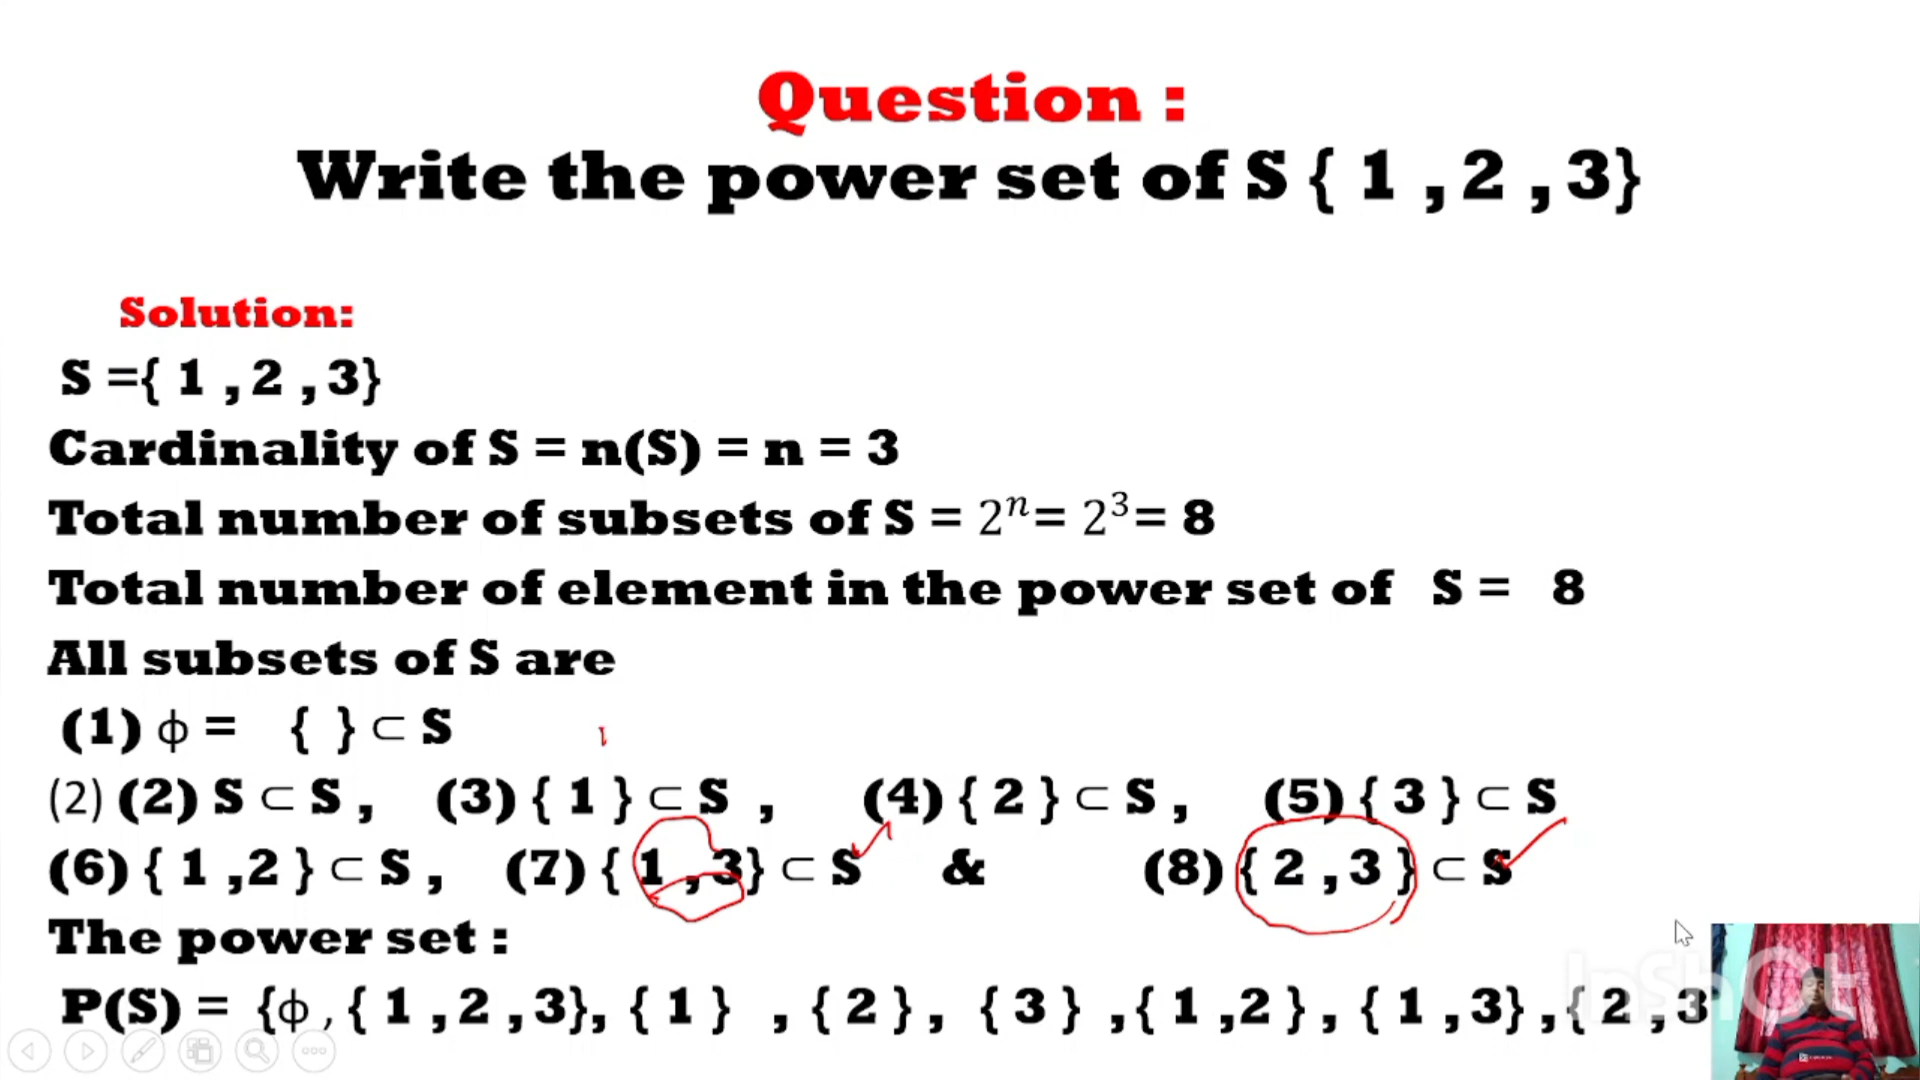 Question :
Write the power set of S { 1 , 2 , 3}
Solution:
S ={ 1 , 2 , 3}
Cardinality of S = n(S) = n = 3
Total number of subsets of S = 2ⁿ= 2³= 8
Total number of element in the power set of S = 8
All subsets of S are
(1) ϕ = { } ⊂ S
(2) (2) S ⊂ S , (3) { 1 } ⊂ S , (4) { 2 } ⊂ S , (5) { 3 } ⊂ S
(6) { 1 ,2 } ⊂ S , (7) { 1 , 3} ⊂ S & (8) { 2 , 3 } ⊂ S
The power set :
P(S) = {ϕ , { 1 , 2 , 3}, { 1 } , { 2 } , { 3 } ,{ 1 ,2 } , { 1 , 3} ,{ 2 , 3
InShOt